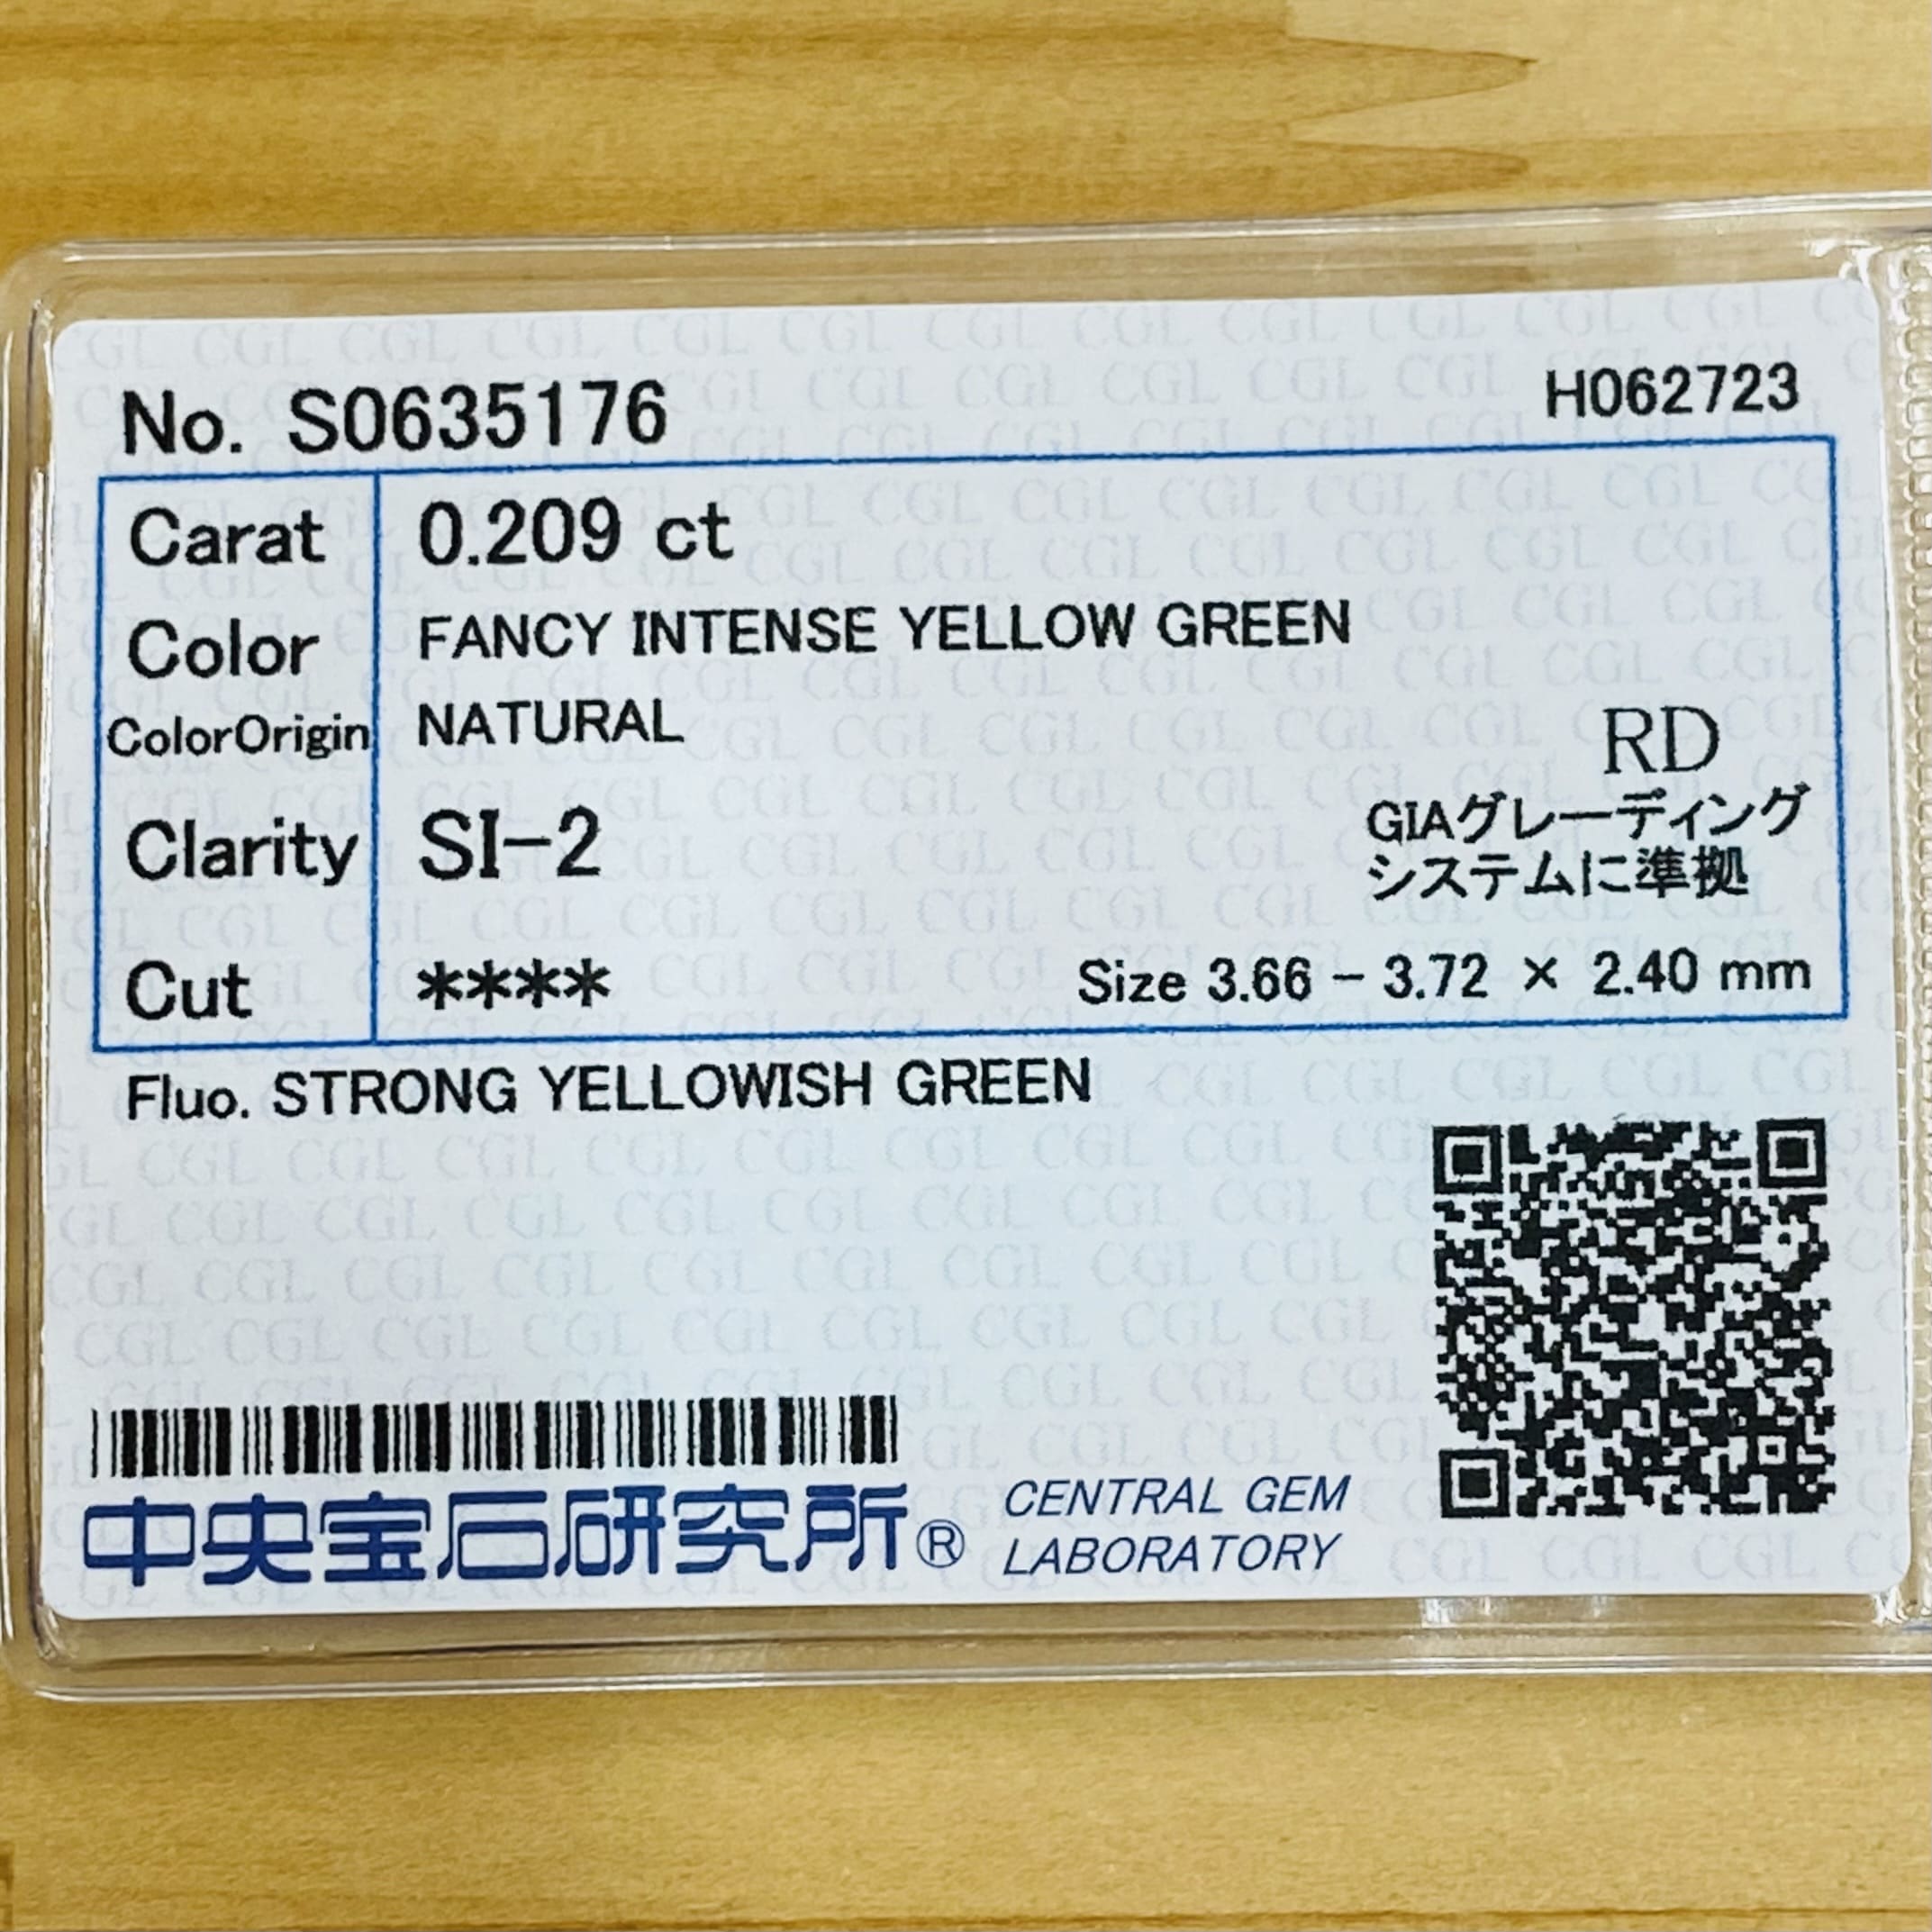 No. S0635176
H062723
Carat 0.209 ct
Color FANCY INTENSE YELLOW GREEN
ColorOrigin NATURAL
RD
Clarity SI-2
GIAグレーディング
システムに準拠
Cut **** Size 3.66 - 3.72 × 2.40 mm
Fluo. STRONG YELLOWISH GREEN
中央宝石研究所®
CENTRAL GEM
LABORATORY